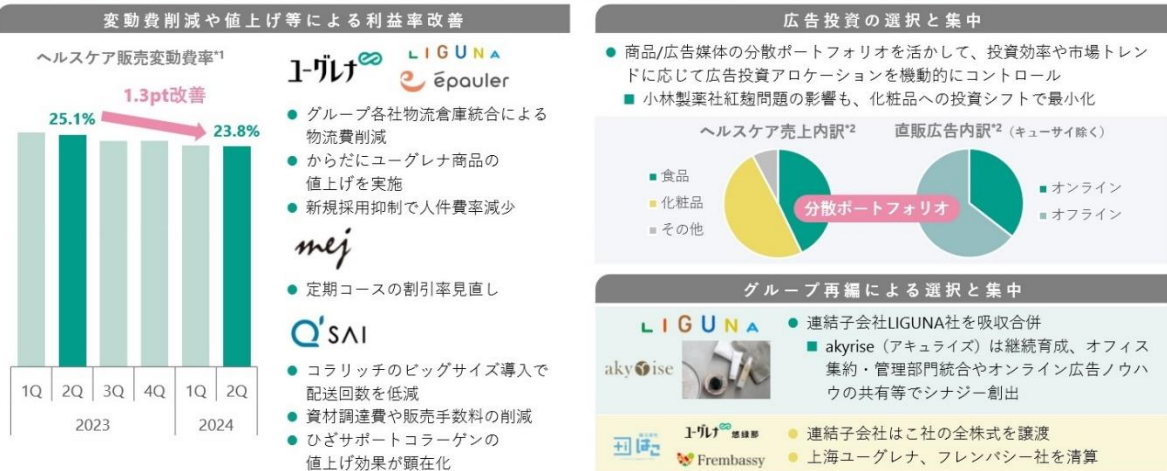 変動費削減や値上げ等による利益率改善
ヘルスケア販売変動費率*1
1.3pt改善
25.1%
23.8%
1Q 2Q 3Q 4Q 1Q 2Q
2023 2024
ユーグレナ
LIGUNA
épauler
グループ各社物流倉庫統合による
物流費削減
からだにユーグレナ商品の
値上げを実施
新規採用抑制で人件費率減少
mej
定期コースの割引率見直し
Q'SAI
コラリッチのビッグサイズ導入で
配送回数を低減
資材調達費や販売手数料の削減
ひざサポートコラーゲンの
値上げ効果が顕在化
広告投資の選択と集中
商品/広告媒体の分散ポートフォリオを活かして、投資効率や市場トレン
ドに応じて広告投資アロケーションを機動的にコントロール
小林製薬社紅麹問題の影響も、化粧品への投資シフトで最小化
ヘルスケア売上内訳*2
直販広告内訳*2（キューサイ除く）
食品
化粧品
その他
分散ポートフォリオ
オンライン
オフライン
グループ再編による選択と集中
LIGUNA
akyrise
連結子会社LIGUNA社を吸収合併
akyrise（アキュライズ）は継続育成、オフィス
集約・管理部門統合やオンライン広告ノウハ
ウの共有等でシナジー創出
はこ
ユーグレナ 悠緑那
Frembassy
連結子会社はこ社の全株式を譲渡
上海ユーグレナ、フレンバシー社を清算